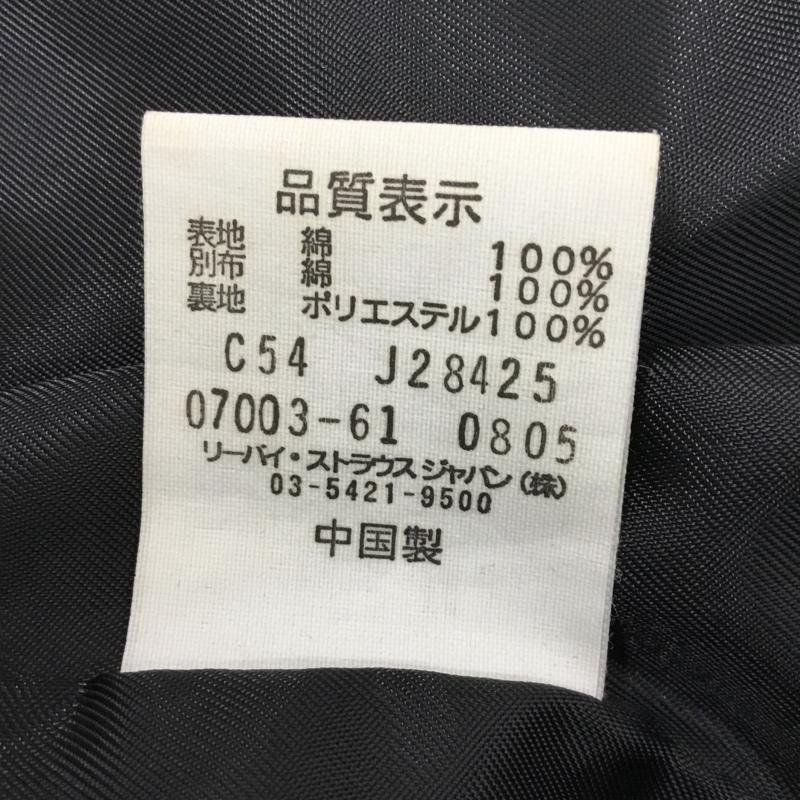 品質表示
表地 綿 100%
別布 綿 100%
裏地 ポリエステル100%
C54 J28425
07003-61 0805
リーバイ・ストラウスジャパン(株)
03-5421-9500
中国製